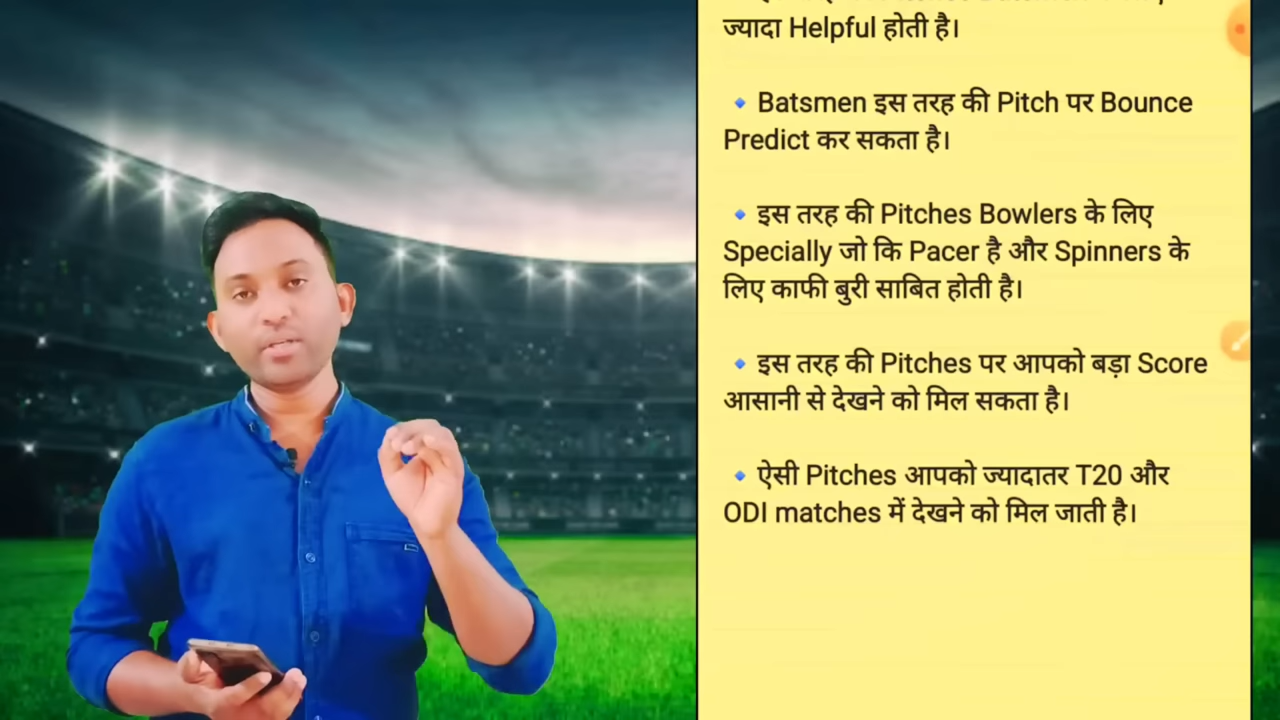 ज्यादा Helpful होती है।
Batsmen इस तरह की Pitch पर Bounce
Predict कर सकता है।
इस तरह की Pitches Bowlers के लिए
Specially जो कि Pacer है और Spinners के
लिए काफी बुरी साबित होती है।
इस तरह की Pitches पर आपको बड़ा Score
आसानी से देखने को मिल सकता है।
ऐसी Pitches आपको ज्यादातर T20 और
ODI matches में देखने को मिल जाती है।